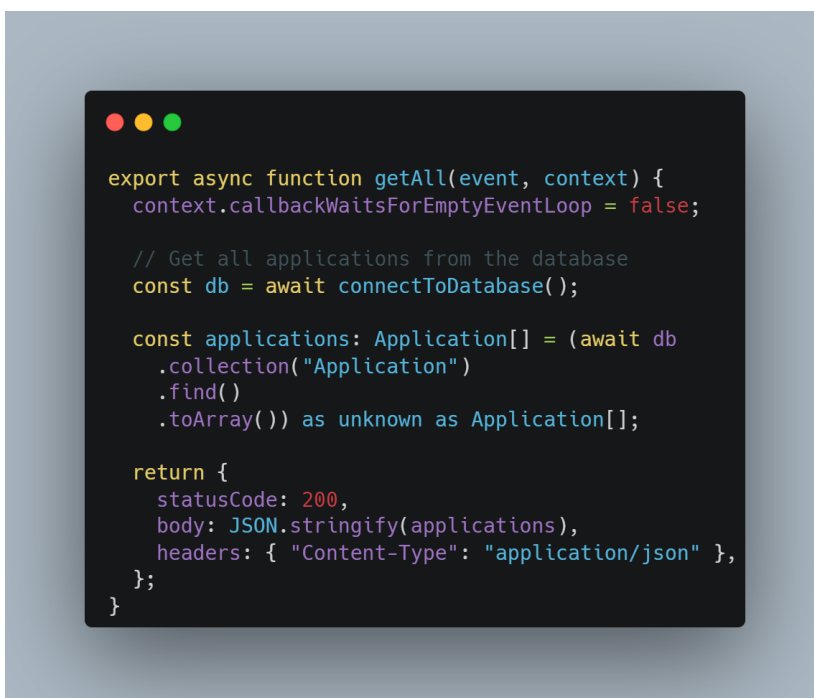 export async function getAll(event, context) {
  context.callbackWaitsForEmptyEventLoop = false;

  // Get all applications from the database
  const db = await connectToDatabase();

  const applications: Application[] = (await db
    .collection("Application")
    .find()
    .toArray()) as unknown as Application[];

  return {
    statusCode: 200,
    body: JSON.stringify(applications),
    headers: { "Content-Type": "application/json" },
  };
}